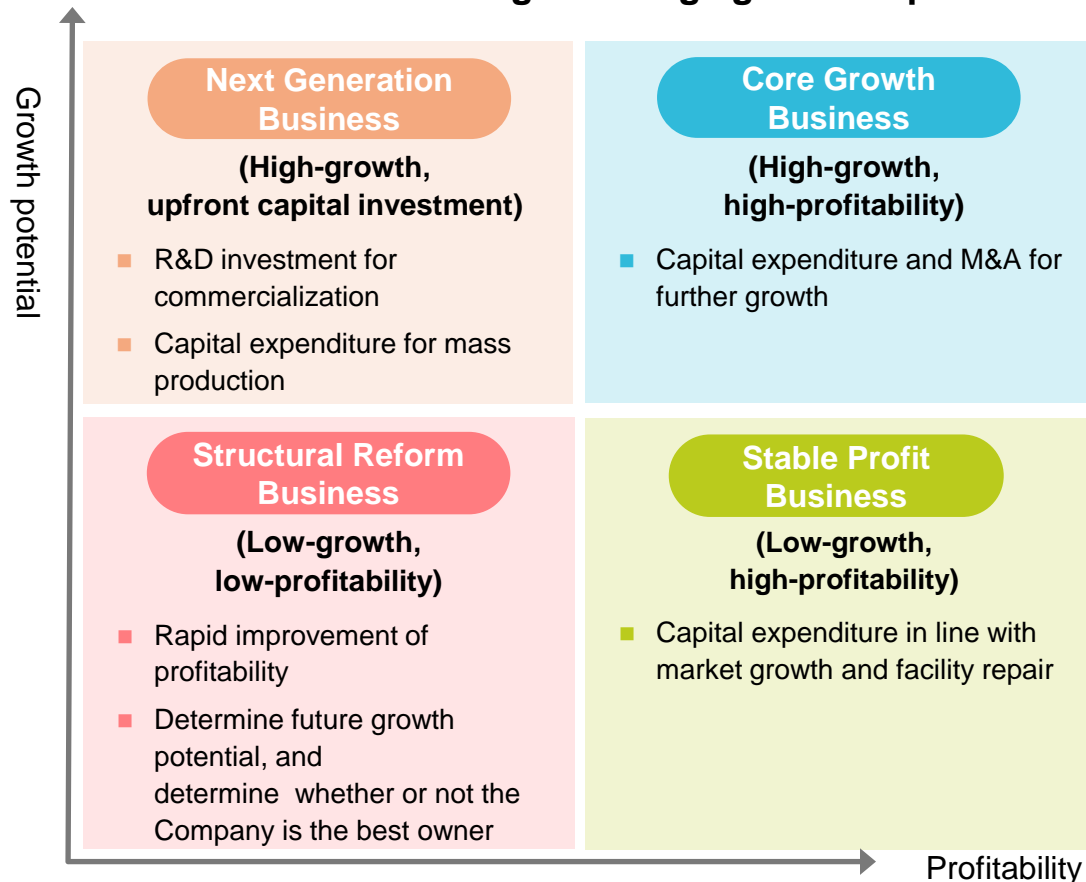 Growth potential
Next Generation
Business
(High-growth,
upfront capital investment)
■ R&D investment for
commercialization
■ Capital expenditure for mass
production
Core Growth
Business
(High-growth,
high-profitability)
■ Capital expenditure and M&A for
further growth
Structural Reform
Business
(Low-growth,
low-profitability)
■ Rapid improvement of
profitability
■ Determine future growth
potential, and
determine whether or not the
Company is the best owner
Stable Profit
Business
(Low-growth,
high-profitability)
■ Capital expenditure in line with
market growth and facility repair
Profitability